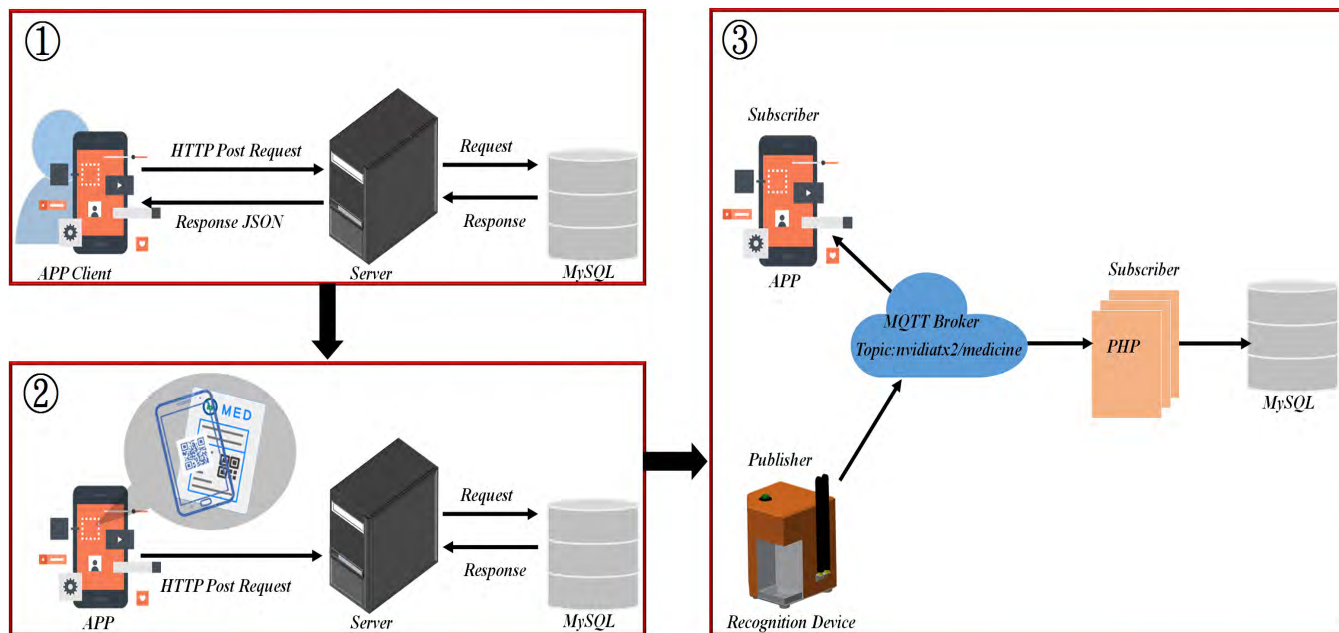 ①
HTTP Post Request
Request
Response JSON
Response
APP Client
Server
MySQL
②
MED
Request
HTTP Post Request
Response
APP
Server
MySQL
③
Subscriber
APP
Subscriber
MQTT Broker
Topic:nvidiatx2/medicine
PHP
MySQL
Publisher
Recognition Device